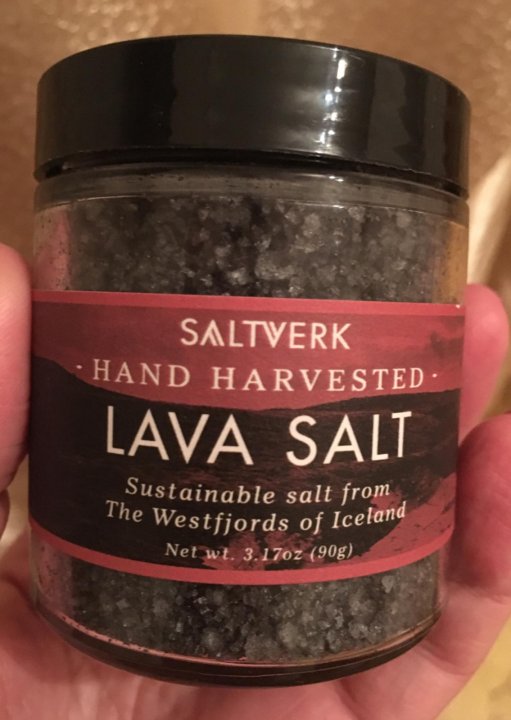 SALTVERK
· HAND HARVESTED ·
LAVA SALT
Sustainable salt from
The Westfjords of Iceland
Net wt. 3.17oz (90g)